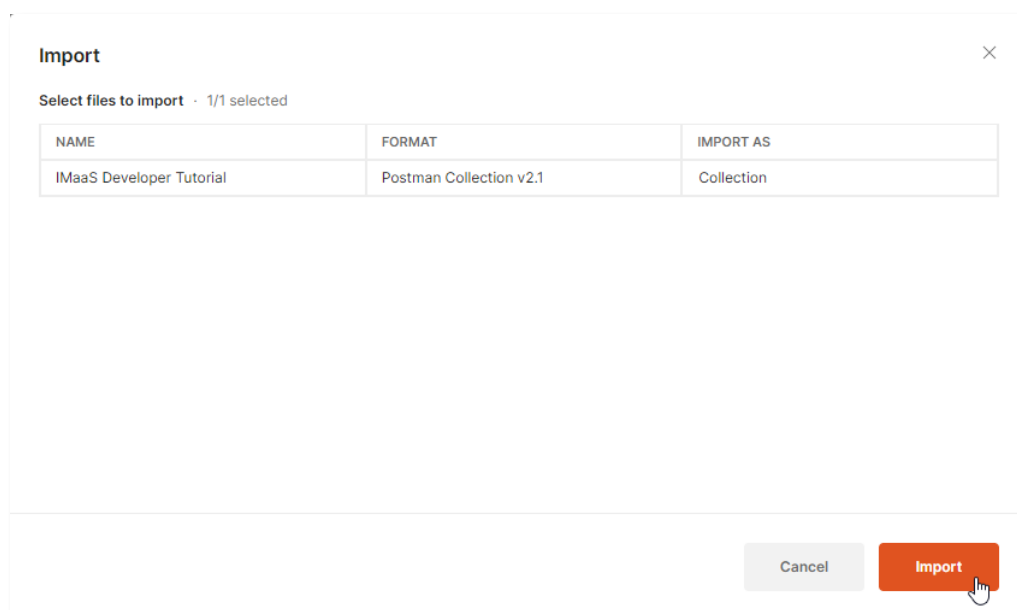 Import
Select files to import · 1/1 selected
NAME FORMAT IMPORT AS
IMaaS Developer Tutorial Postman Collection v2.1 Collection
Cancel Import